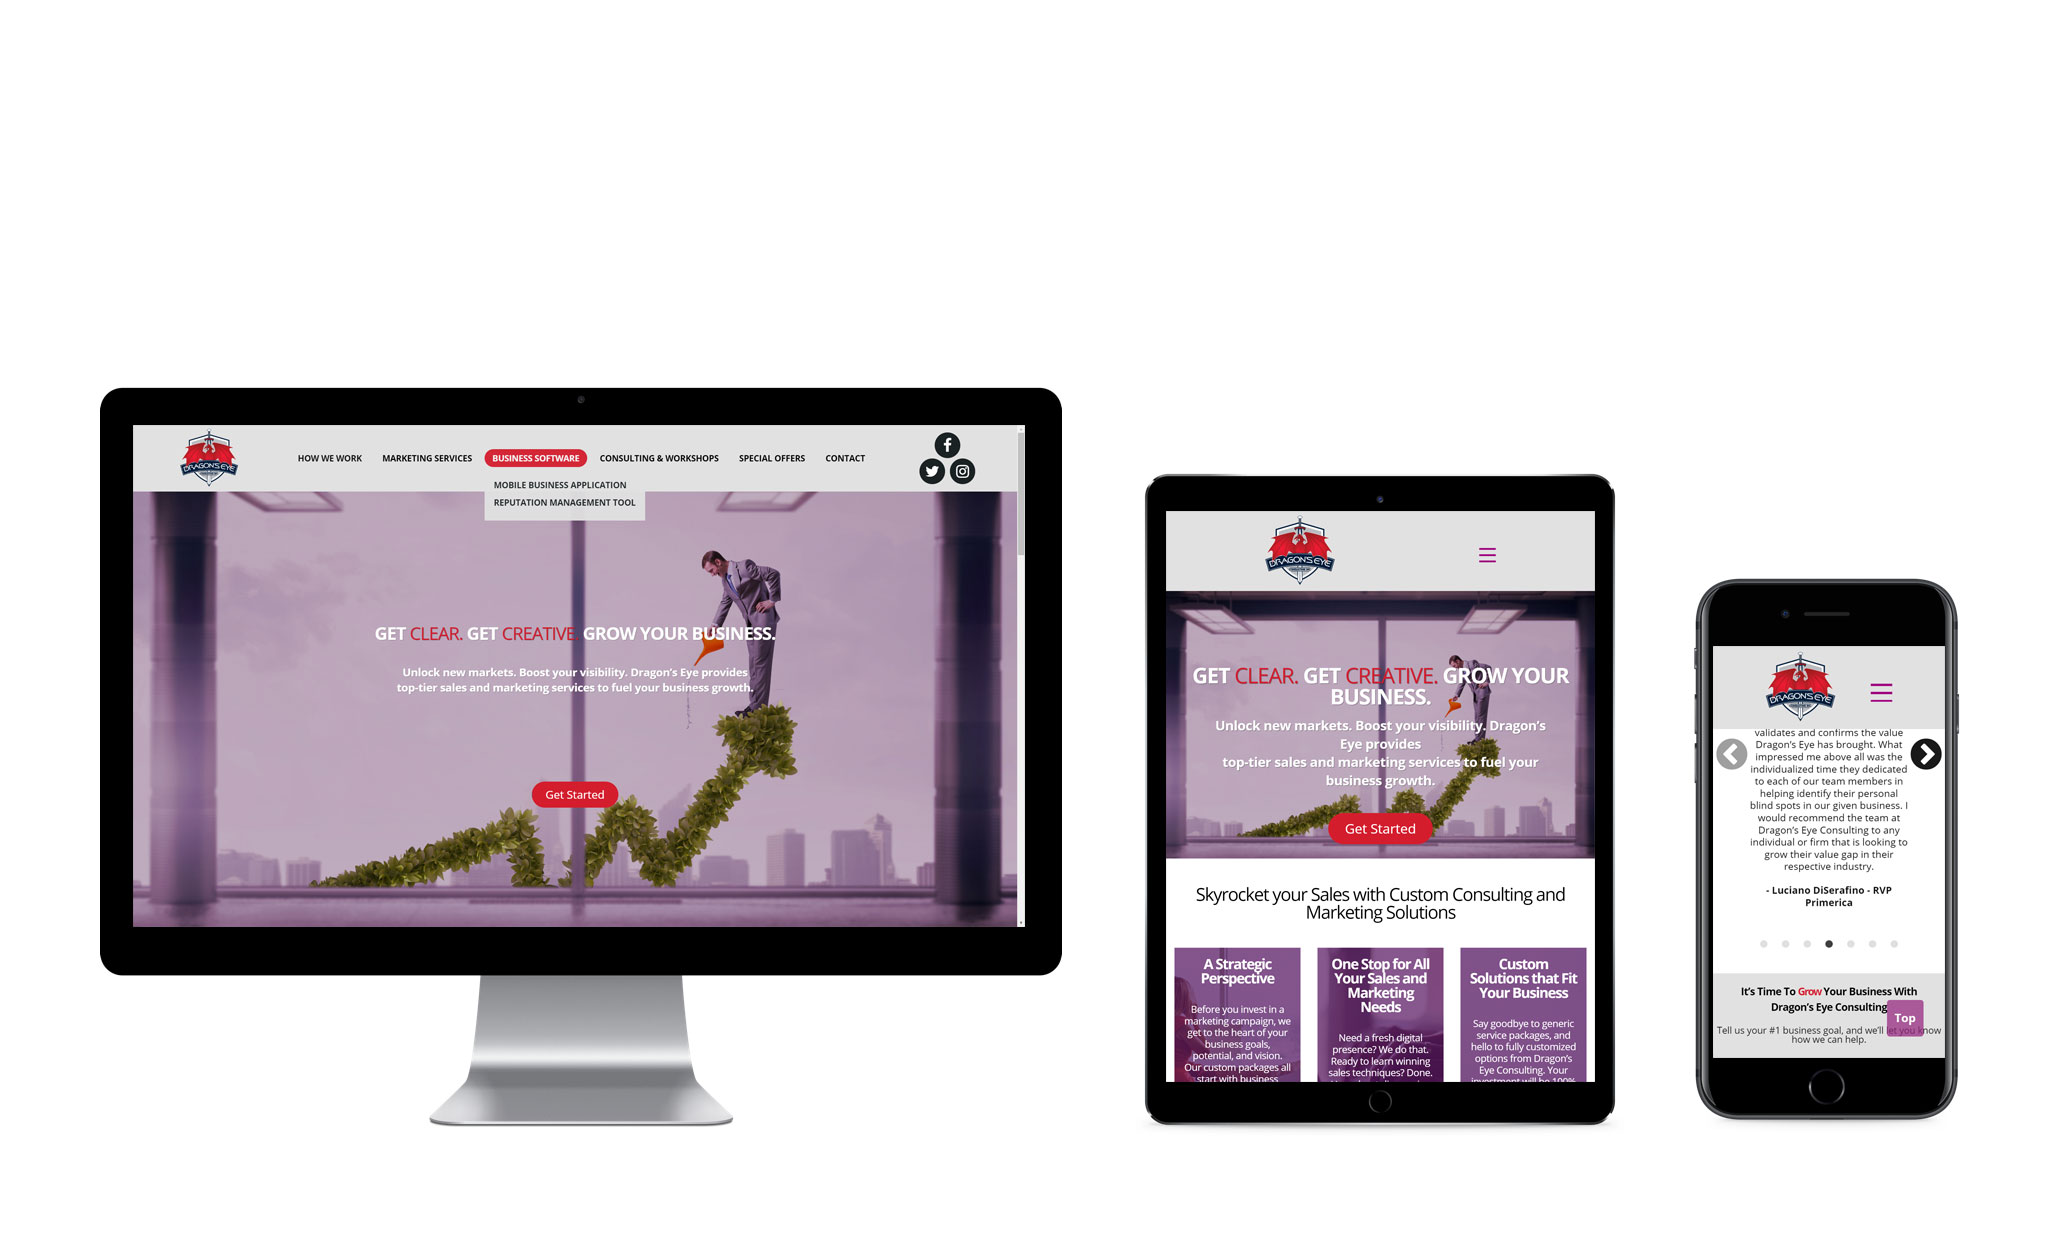 DRAGON'S EYE
HOW WE WORK
MARKETING SERVICES
BUSINESS SOFTWARE
CONSULTING & WORKSHOPS
SPECIAL OFFERS
CONTACT
MOBILE BUSINESS APPLICATION
REPUTATION MANAGEMENT TOOL
GET CLEAR. GET CREATIVE. GROW YOUR BUSINESS.
Unlock new markets. Boost your visibility. Dragon's Eye provides
top-tier sales and marketing services to fuel your business growth.
Get Started
DRAGON'S EYE
GET CLEAR. GET CREATIVE. GROW YOUR
BUSINESS.
Unlock new markets. Boost your visibility. Dragon's
Eye provides
top-tier sales and marketing services to fuel your
business growth.
Get Started
Skyrocket your Sales with Custom Consulting and
Marketing Solutions
A Strategic
Perspective
Before you invest in a
marketing campaign, we
get to the heart of your
business goals,
potential, and vision.
Our custom packages all
start with business
One Stop for All
Your Sales and
Marketing
Needs
Need a fresh digital
presence? We do that.
Ready to learn winning
sales techniques? Done.
Custom
Solutions that Fit
Your Business
Say goodbye to generic
service packages, and
hello to fully customized
options from Dragon's
Eye Consulting. Your
investment will be 100%
DRAGON'S EYE
validates and confirms the value
Dragon's Eye has brought. What
impressed me above all was the
individualized time they dedicated
to each of our team members in
helping identify their personal
blind spots in our given business. I
would recommend the team at
Dragon's Eye Consulting to any
individual or firm that is looking to
grow their value gap in their
respective industry.
- Luciano DiSerafino - RVP
Primerica
It's Time To Grow Your Business With
Dragon's Eye Consulting
Top
Tell us your #1 business goal, and we'll let you know
how we can help.